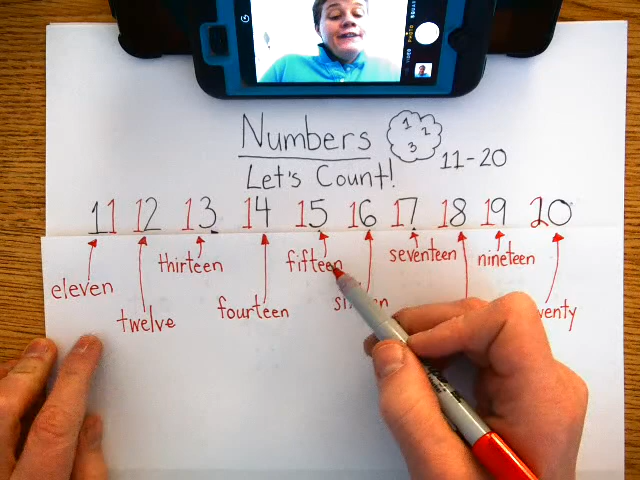 Numbers
1 2 3
11-20
Let's Count!
11 12 13 14 15 16 17 18 19 20
thirteen fifteen seventeen nineteen
eleven twelve fourteen